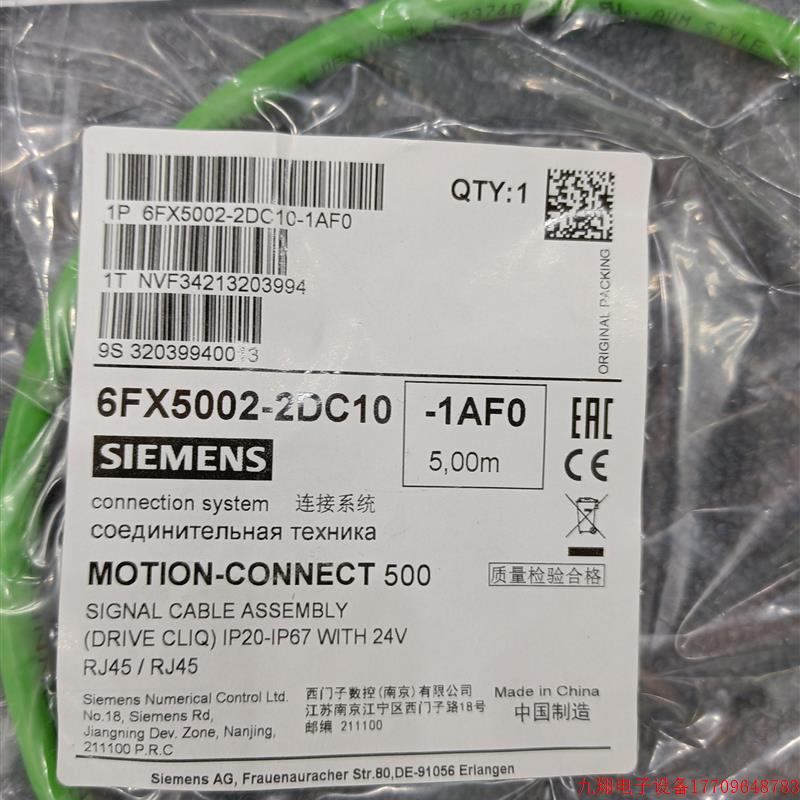 AWM STYLE
1P 6FX5002-2DC10-1AF0
QTY:1
1T NVF34213203994
ORIGINAL PACKING
6FX5002-2DC10
-1AF0
5,00m
EAC
CE
SIEMENS
connection system 连接系统
соединительная техника
MOTION-CONNECT 500
质量检验合格
SIGNAL CABLE ASSEMBLY
(DRIVE CLIQ) IP20-IP67 WITH 24V
RJ45 / RJ45
Siemens Numerical Control Ltd.
No.18, Siemens Rd,
Jiangning Dev. Zone, Nanjing,
211100 P.R.C
西门子数控(南京)有限公司
江苏南京江宁区西门子路18号
邮编 211100
Made in China
中国制造
Siemens AG, Frauenauracher Str.80,DE-91056 Erlangen
九翔电子设备17709648783